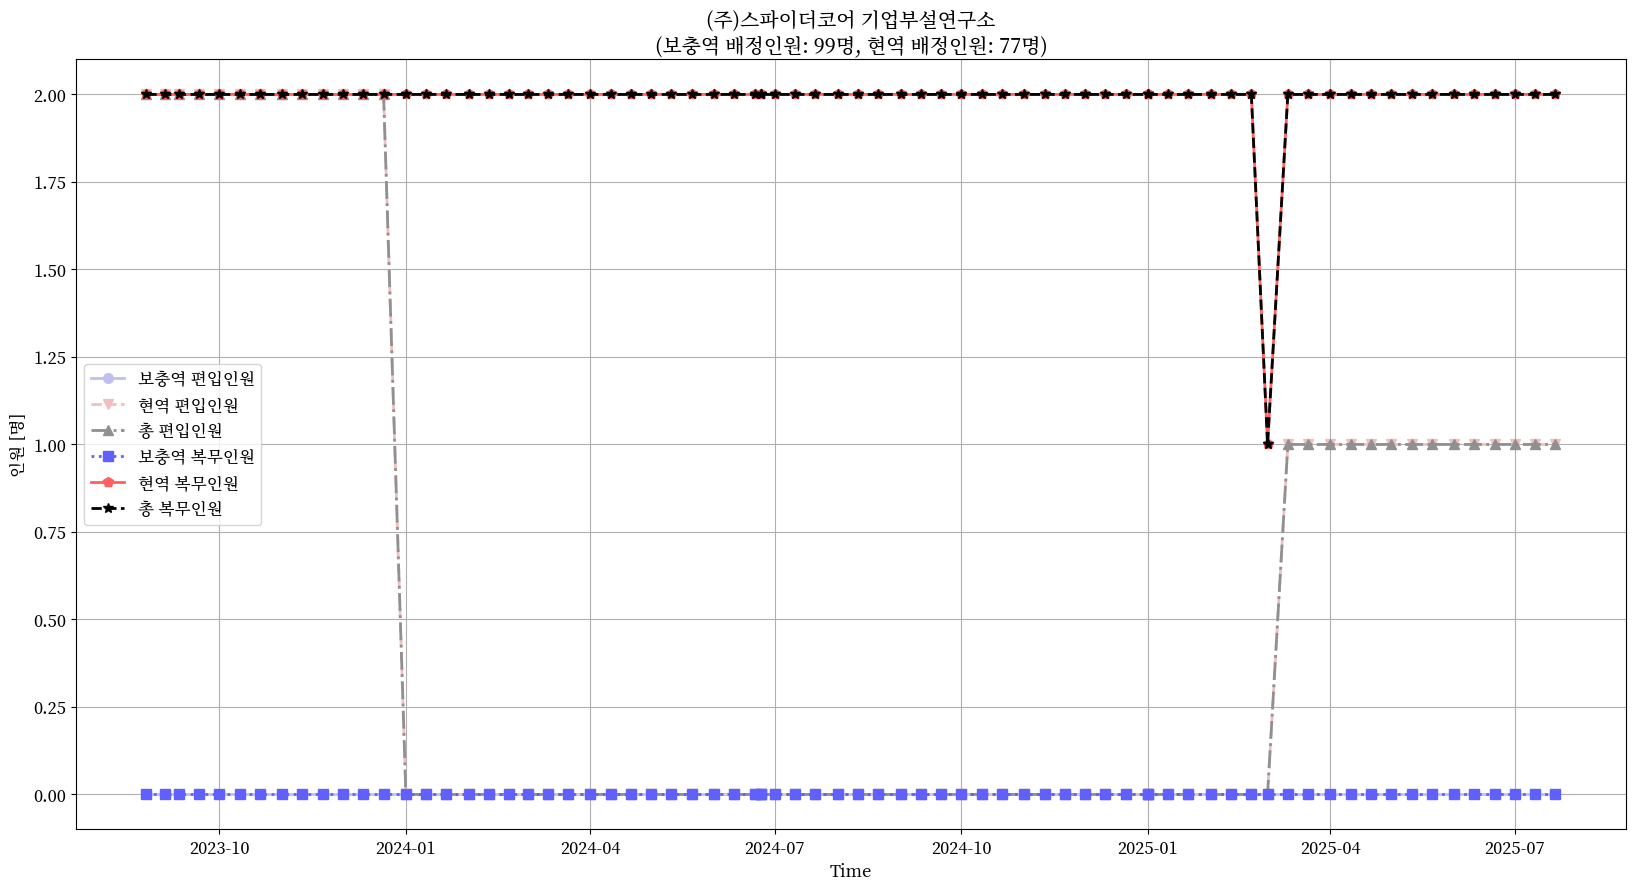 (주)스파이더코어 기업부설연구소
(보충역 배정인원: 99명, 현역 배정인원: 77명)
2.00
1.75
1.50
1.25
1.00
0.75
0.50
0.25
0.00
인원 [명]
보충역 편입인원
현역 편입인원
총 편입인원
보충역 복무인원
현역 복무인원
총 복무인원
2023-10
2024-01
2024-04
2024-07
2024-10
2025-01
2025-04
2025-07
Time